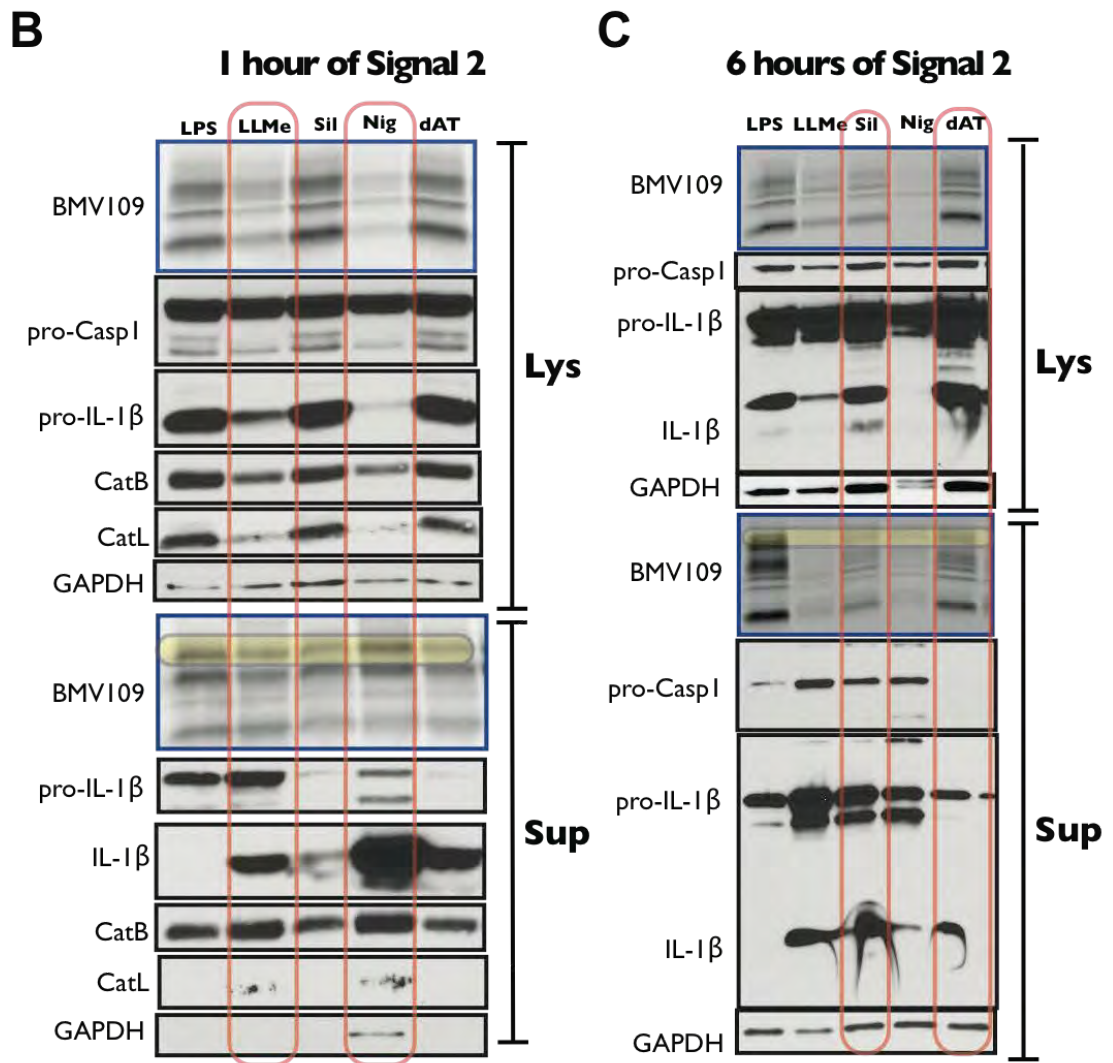 B
1 hour of Signal 2
LPS LLMe Sil Nig dAT
BMV109
pro-Casp1
pro-IL-1β
CatB
CatL
GAPDH
Lys
BMV109
pro-IL-1β
IL-1β
CatB
CatL
GAPDH
Sup
C
6 hours of Signal 2
LPS LLMe Sil Nig dAT
BMV109
pro-Casp1
pro-IL-1β
IL-1β
GAPDH
Lys
BMV109
pro-Casp1
pro-IL-1β
IL-1β
GAPDH
Sup